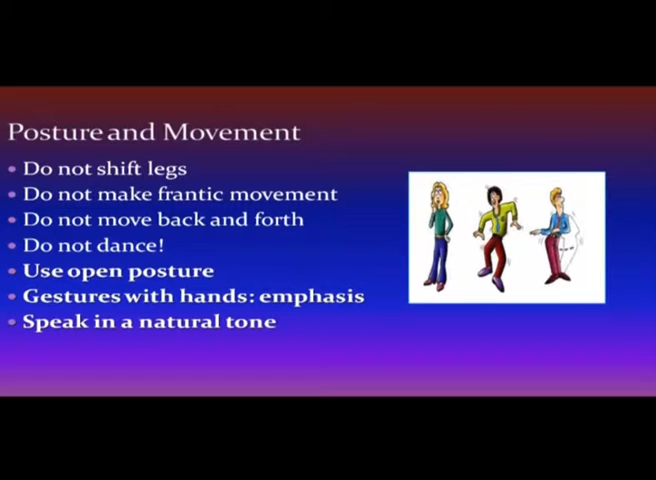 Posture and Movement
• Do not shift legs
• Do not make frantic movement
• Do not move back and forth
• Do not dance!
• Use open posture
• Gestures with hands: emphasis
• Speak in a natural tone